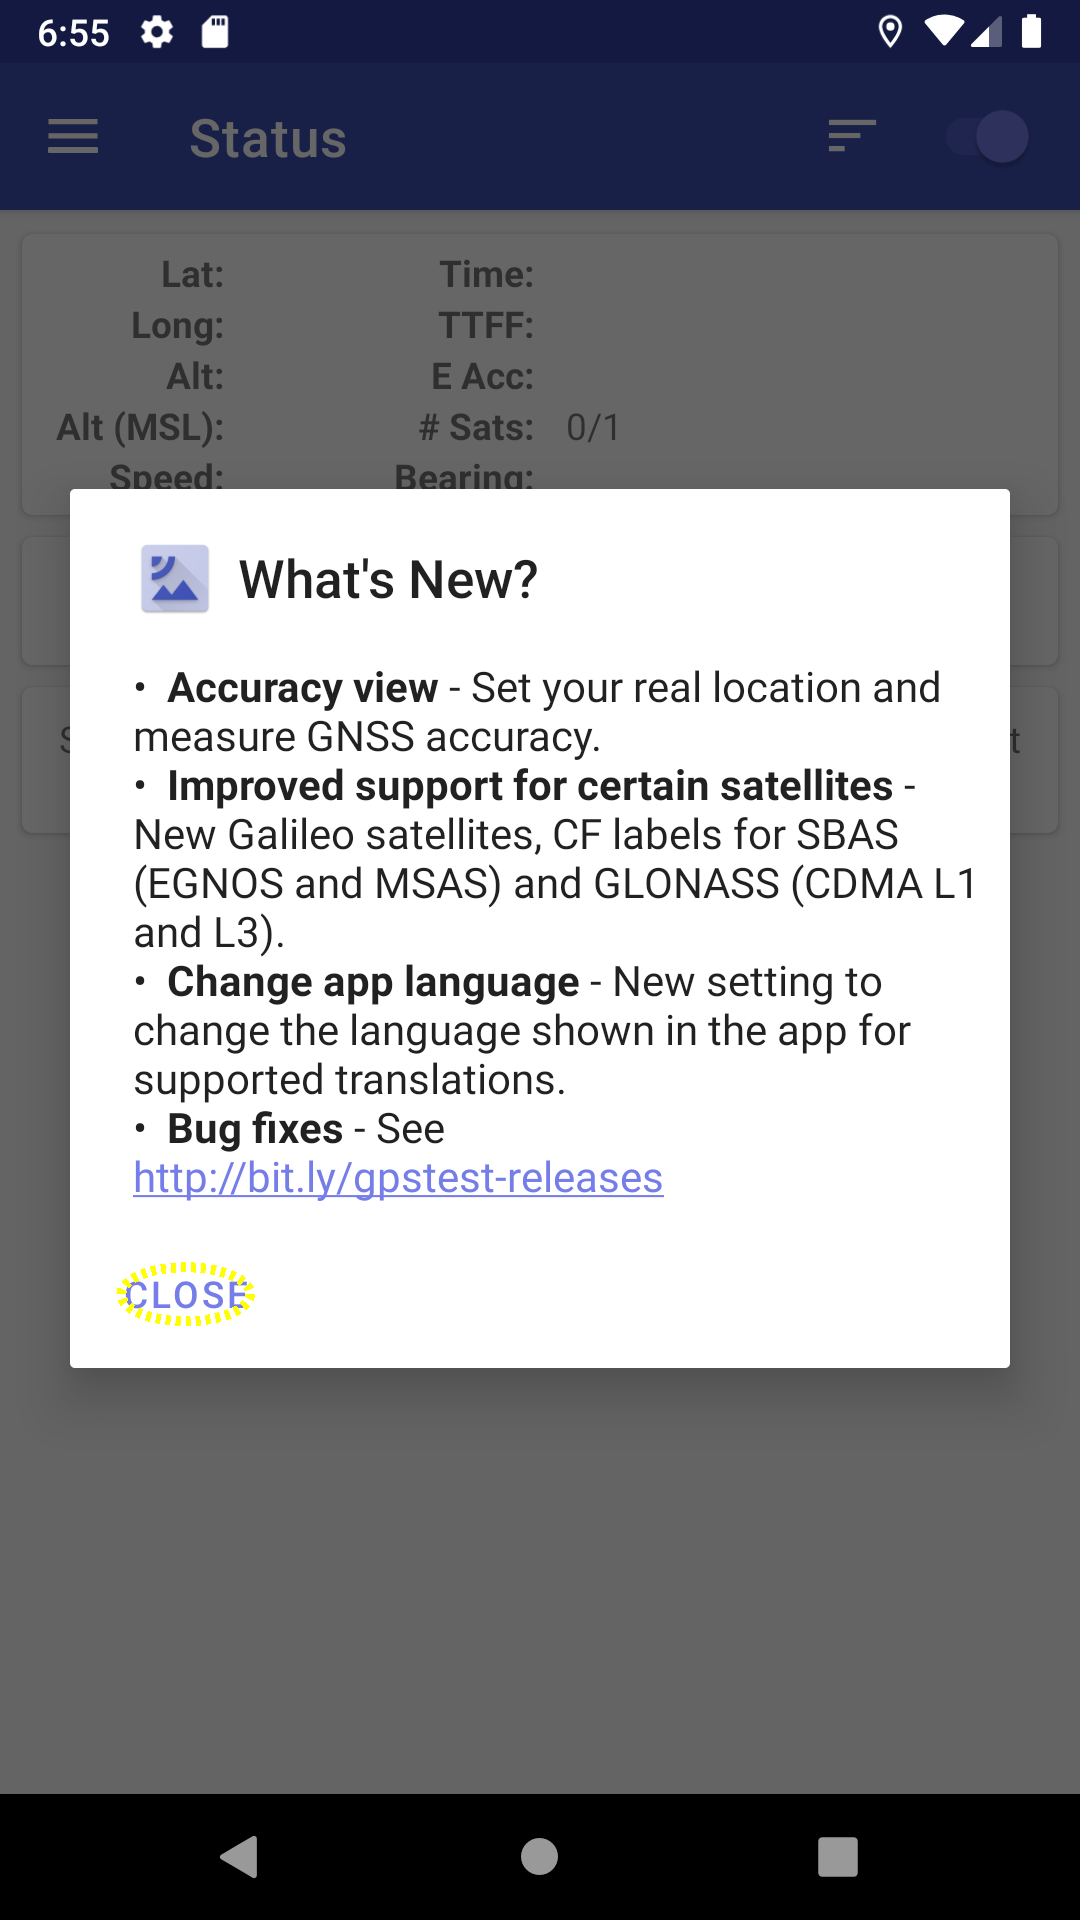 6:55
Status
Lat:
Time:
Long:
TTFF:
Alt:
E Acc:
Alt (MSL):
# Sats: 0/1
Speed:
Bearing:
What's New?
• Accuracy view - Set your real location and
measure GNSS accuracy.
• Improved support for certain satellites -
New Galileo satellites, CF labels for SBAS
(EGNOS and MSAS) and GLONASS (CDMA L1
and L3).
• Change app language - New setting to
change the language shown in the app for
supported translations.
• Bug fixes - See
http://bit.ly/gpstest-releases
CLOSE